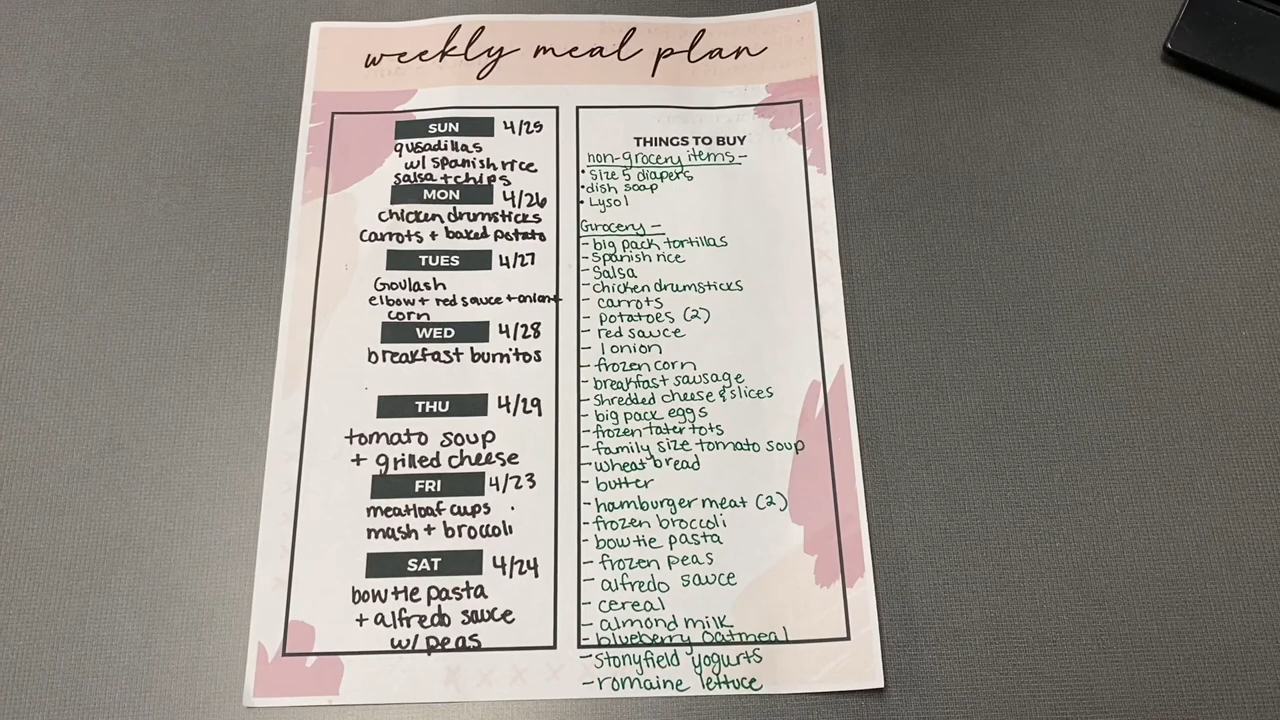 weekly meal plan
SUN 4/25
qusadillas
w/ spanish rice
salsa + chips
MON 4/26
chicken drumsticks
carrots + baked potato
TUES 4/27
Goulash
elbow + red sauce + onion +
corn
WED 4/28
breakfast burritos
THU 4/29
tomato soup
+ grilled cheese
FRI 4/23
meatloaf cups
mash + broccoli
SAT 4/24
bowtie pasta
+ alfredo sauce
w/ peas
THINGS TO BUY
non-grocery items -
• Size 5 diapers
• dish soap
• Lysol
Grocery -
- big pack tortillas
- Spanish rice
- Salsa
- chicken drumsticks
- carrots
- potatoes (2)
- red sauce
- 1 onion
- frozen corn
- breakfast sausage
- Shredded cheese & slices
- big pack eggs
- frozen tater tots
- family size tomato soup
- wheat bread
- butter
- hamburger meat (2)
- frozen broccoli
- bowtie pasta
- frozen peas
- alfredo sauce
- cereal
- almond milk
- blueberry oatmeal
- stonyfield yogurts
- romaine lettuce